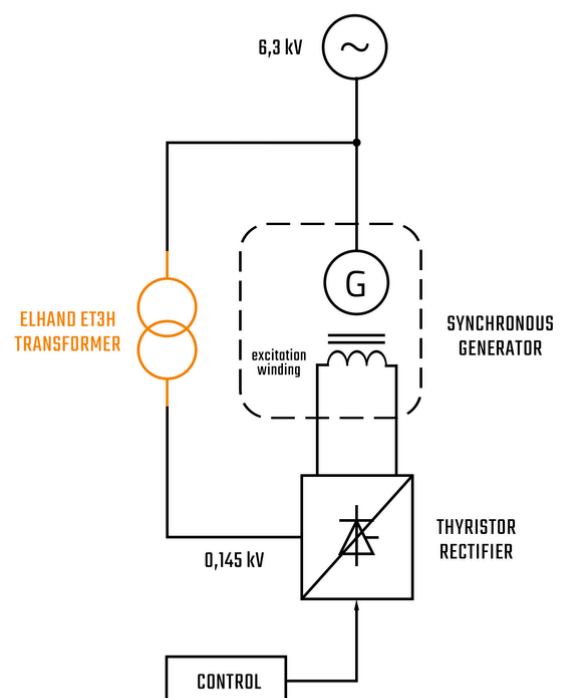 6,3 kV
G
ELHAND ET3H
TRANSFORMER
SYNCHRONOUS
GENERATOR
excitation
winding
THYRISTOR
RECTIFIER
0,145 kV
CONTROL